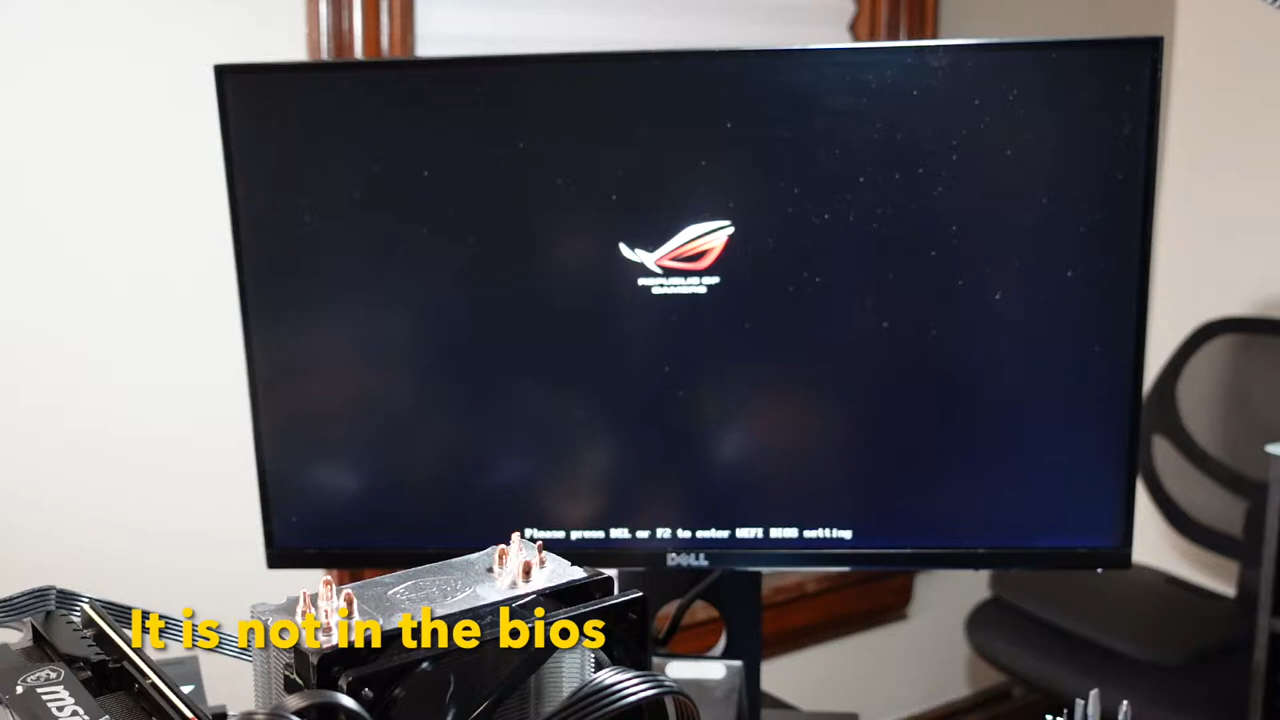 REPUBLIC OF
GAMERS
Please press DEL or F2 to enter UEFI BIOS setting
DELL
It is not in the bios
msi